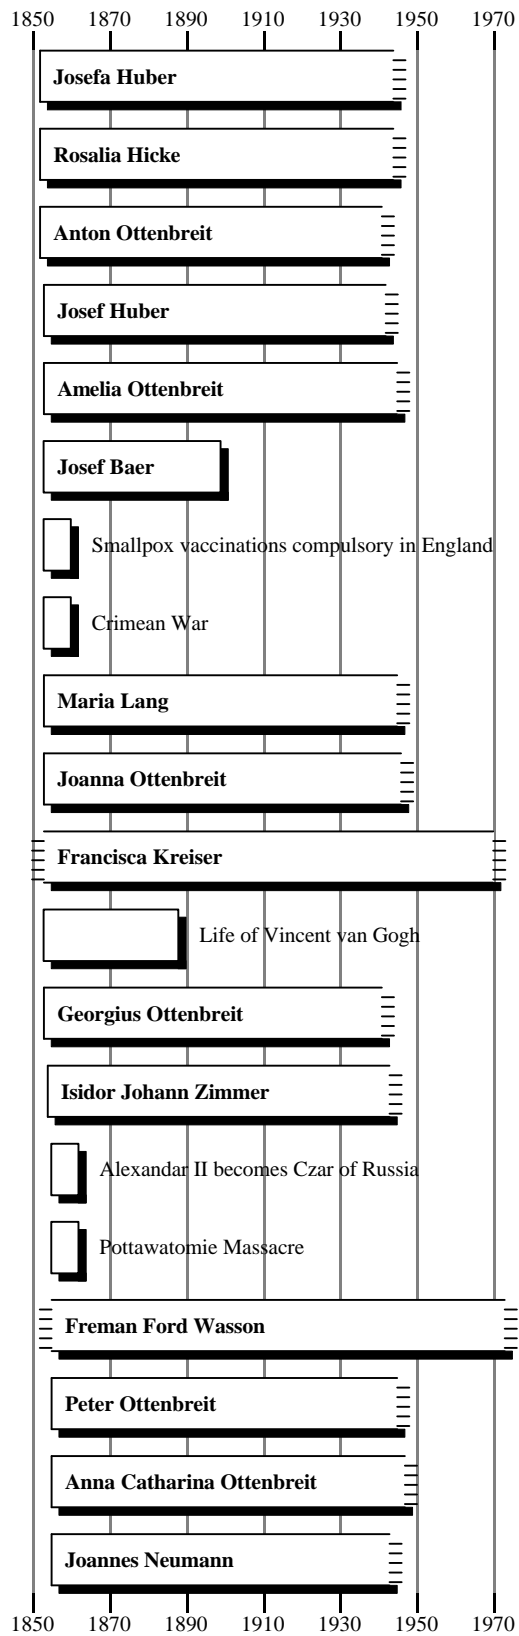 1850 1870 1890 1910 1930 1950 1970
Josefa Huber
Rosalia Hicke
Anton Ottenbreit
Josef Huber
Amelia Ottenbreit
Josef Baer
Smallpox vaccinations compulsory in England
Crimean War
Maria Lang
Joanna Ottenbreit
Francisca Kreiser
Life of Vincent van Gogh
Georgius Ottenbreit
Isidor Johann Zimmer
Alexandar II becomes Czar of Russia
Pottawatomie Massacre
Freman Ford Wasson
Peter Ottenbreit
Anna Catharina Ottenbreit
Joannes Neumann
1850 1870 1890 1910 1930 1950 1970